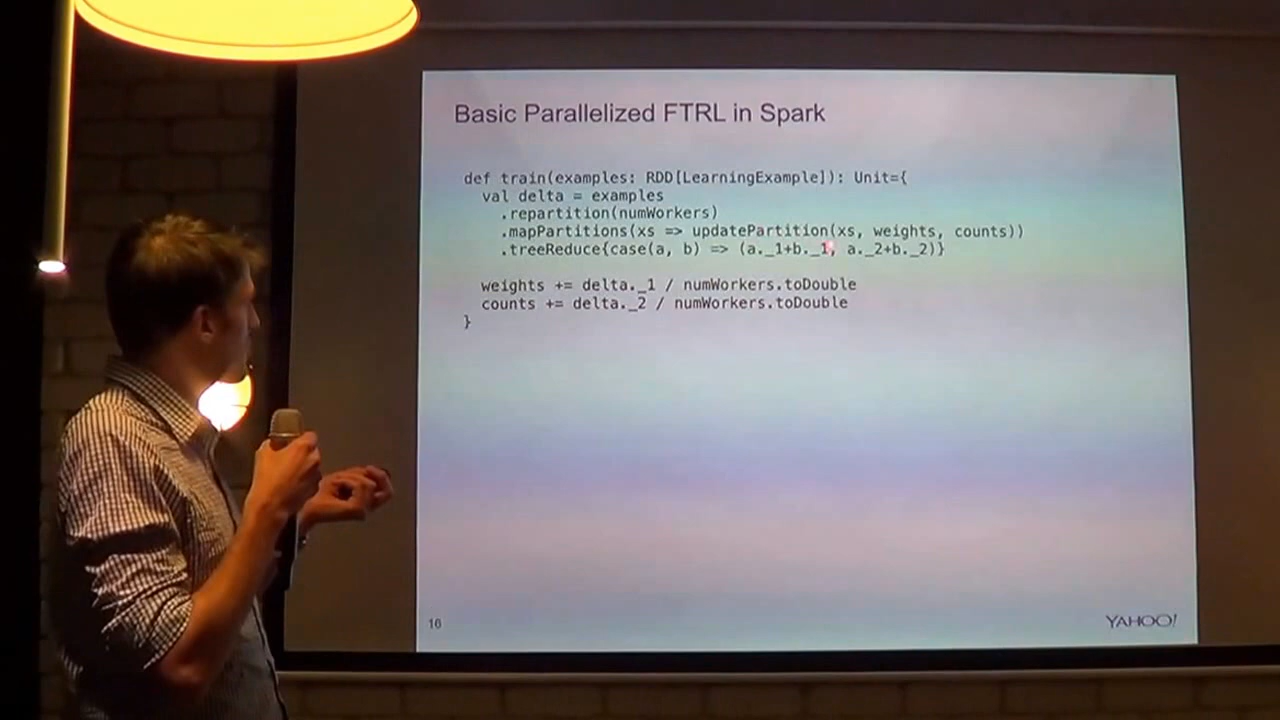 Basic Parallelized FTRL in Spark
def train(examples: RDD[LearningExample]): Unit={
val delta = examples
.repartition(numWorkers)
.mapPartitions(xs => updatePartition(xs, weights, counts))
.treeReduce{case(a, b) => (a._1+b._1, a._2+b._2)}
weights += delta._1 / numWorkers.toDouble
counts += delta._2 / numWorkers.toDouble
}
16
YAHOO!